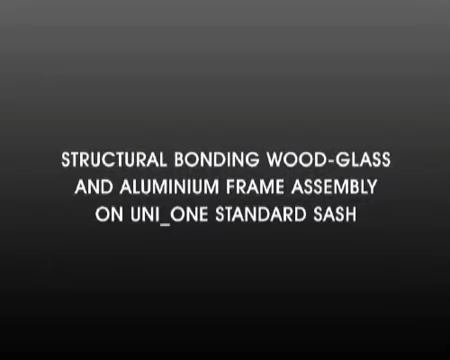 STRUCTURAL BONDING WOOD-GLASS
AND ALUMINIUM FRAME ASSEMBLY
ON UNI_ONE STANDARD SASH